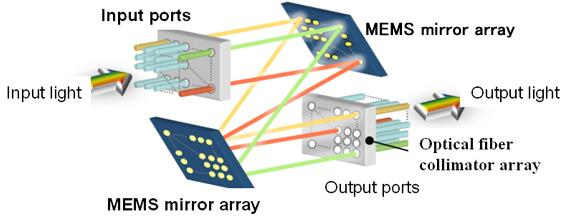 Input ports
MEMS mirror array
Input light
Output light
Optical fiber
collimator array
Output ports
MEMS mirror array